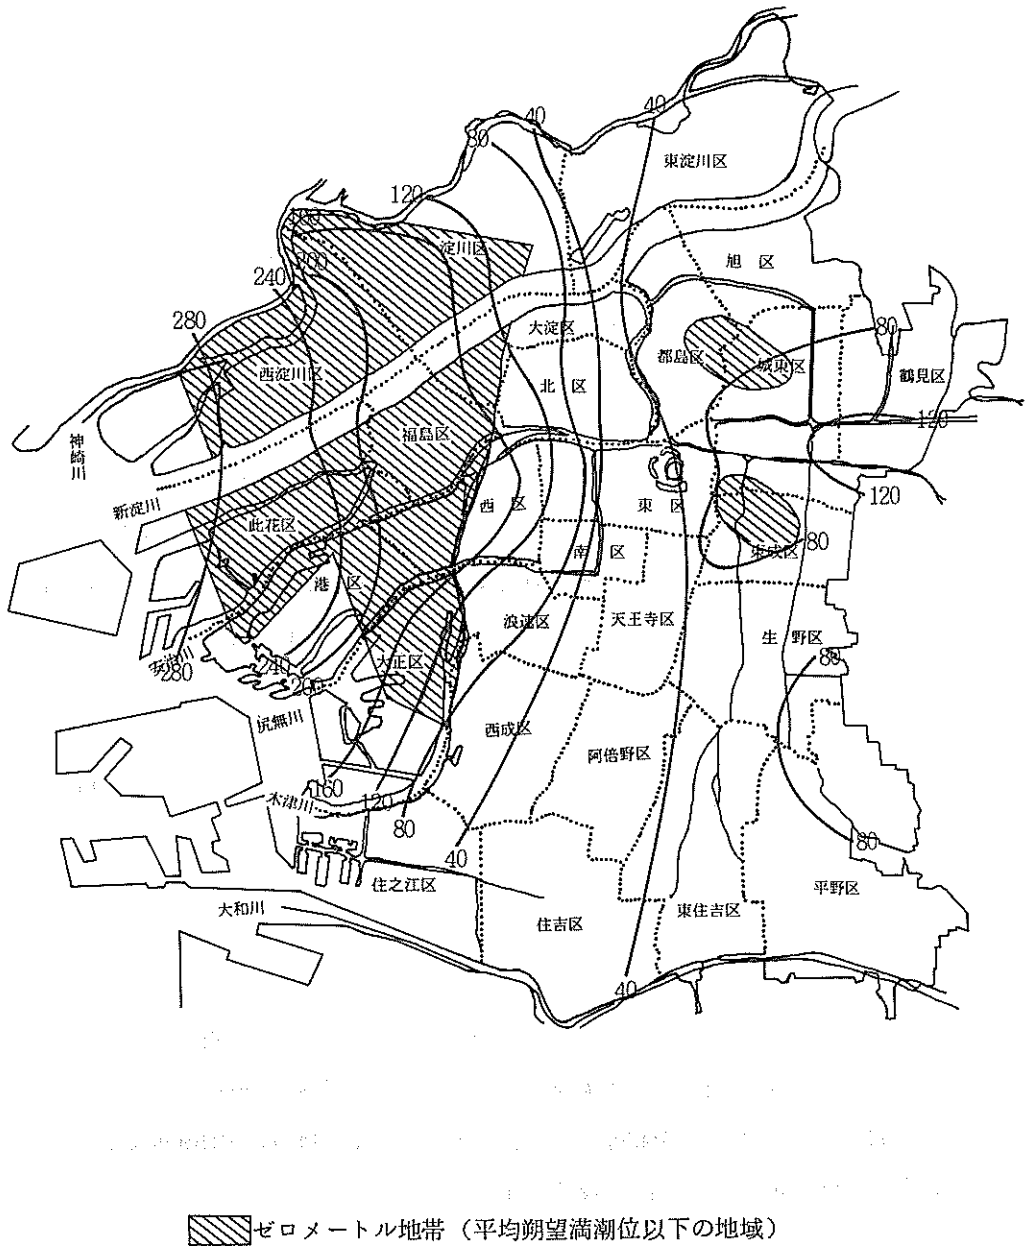 40
40
80
東淀川区
120
160
淀川区
旭 区
200
240
280
大淀区
80
都島区
城東区
西淀川区
鶴見区
北 区
120
福島区
神崎川
120
新淀川
西 区
東 区
此花区
80
南 区
東成区
港 区
浪速区
天王寺区
生 野区
安治川
280
240
200
大正区
80
尻無川
西成区
阿倍野区
160
木津川
120
80
80
40
住之江区
平野区
大和川
東住吉区
住吉区
40
ゼロメートル地帯（平均朔望満潮位以下の地域）